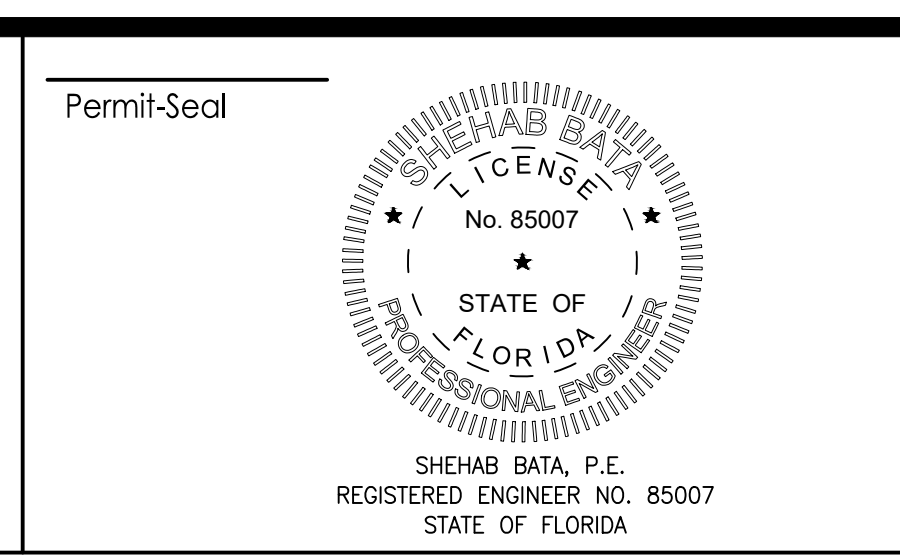 Permit-Seal
SHEHAB BATA
LICENSE
No. 85007
STATE OF
FLORIDA
PROFESSIONAL ENGINEER
SHEHAB BATA, P.E.
REGISTERED ENGINEER NO. 85007
STATE OF FLORIDA